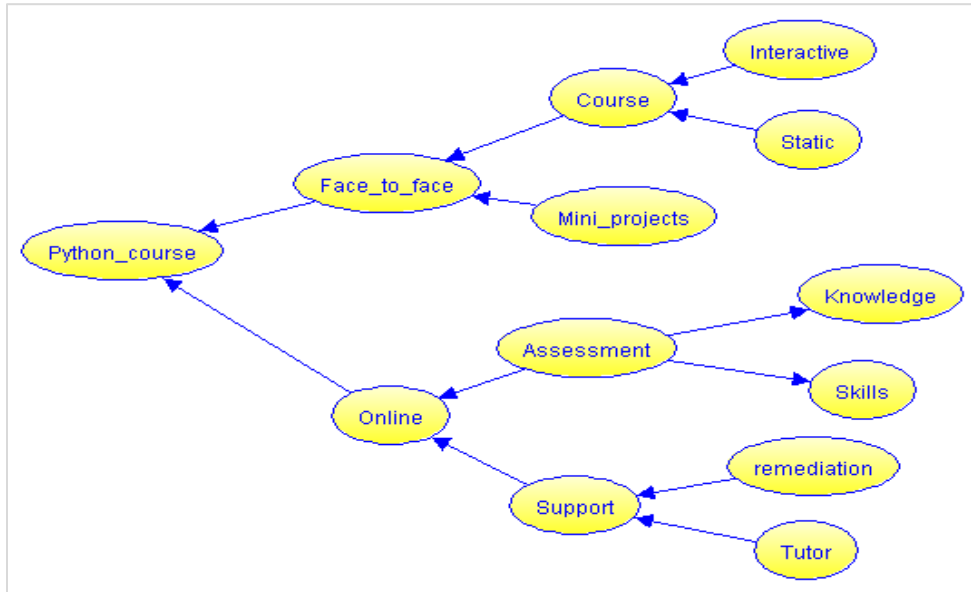 Interactive
Course
Static
Face_to_face
Mini_projects
Python_course
Knowledge
Assessment
Skills
Online
remediation
Support
Tutor